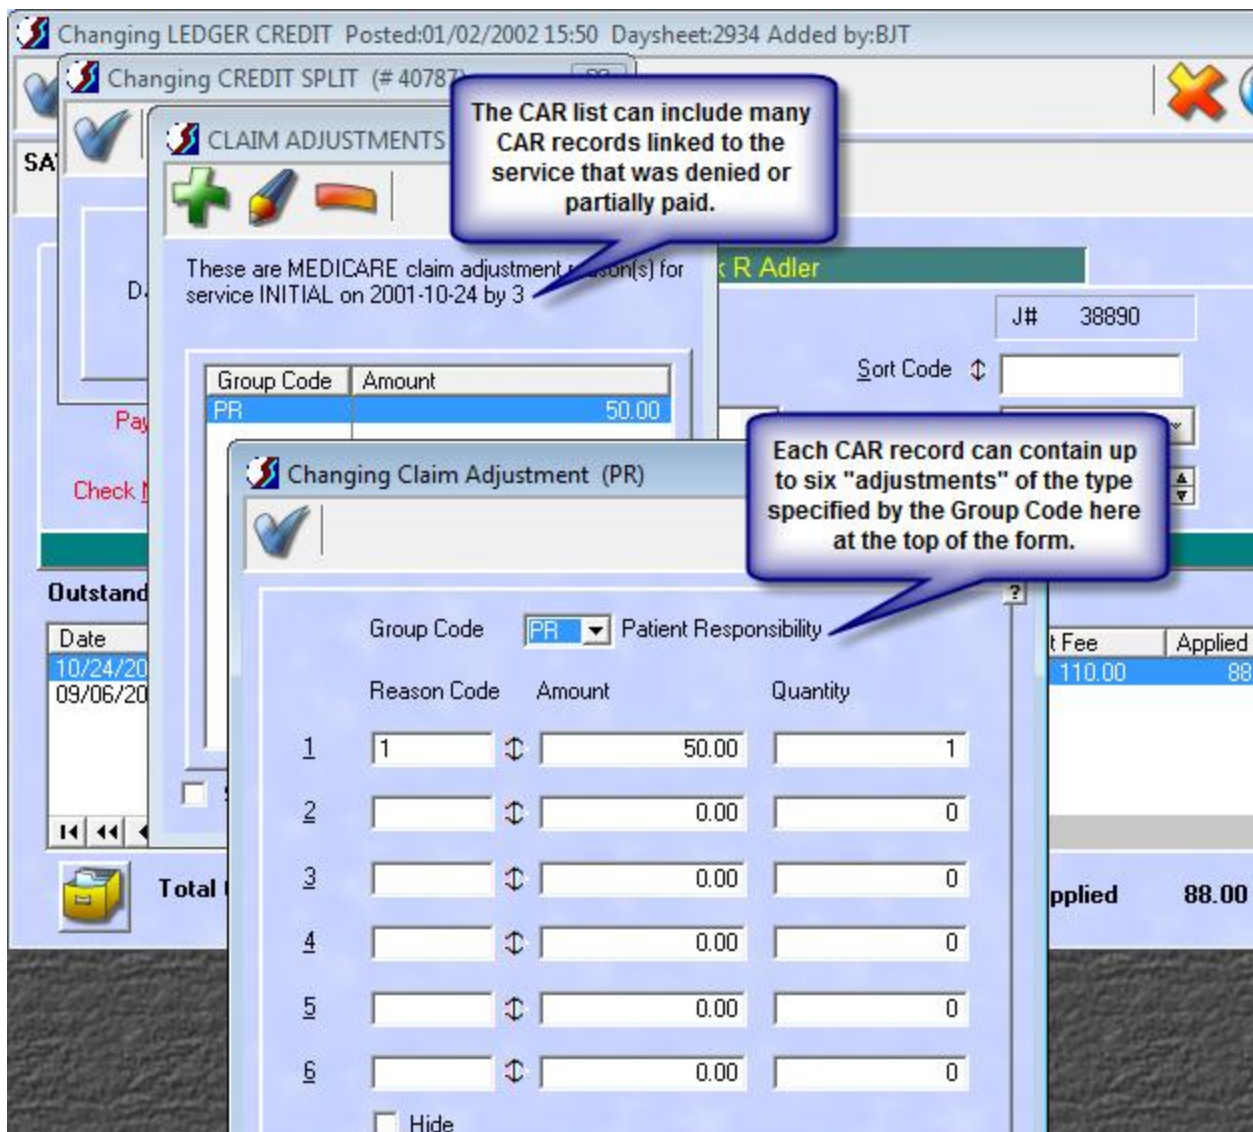 Changing LEDGER CREDIT Posted:01/02/2002 15:50 Daysheet:2934 Added by:BJT
Changing CREDIT SPLIT (# 40787)
CLAIM ADJUSTMENTS
The CAR list can include many
CAR records linked to the
service that was denied or
partially paid.
SA
These are MEDICARE claim adjustment reason(s) for
service INITIAL on 2001-10-24 by 3
R Adler
J# 38890
Sort Code
Group Code Amount
PR 50.00
Pay
Check
Changing Claim Adjustment (PR)
Each CAR record can contain up
to six "adjustments" of the type
specified by the Group Code here
at the top of the form.
?
Outstand
Group Code PR Patient Responsibility
Date
t Fee Applied
10/24/20
110.00 88
09/06/20
Reason Code Amount Quantity
1 1 50.00 1
2 0.00 0
3 0.00 0
4 0.00 0
5 0.00 0
6 0.00 0
Total
pplied 88.00
Hide